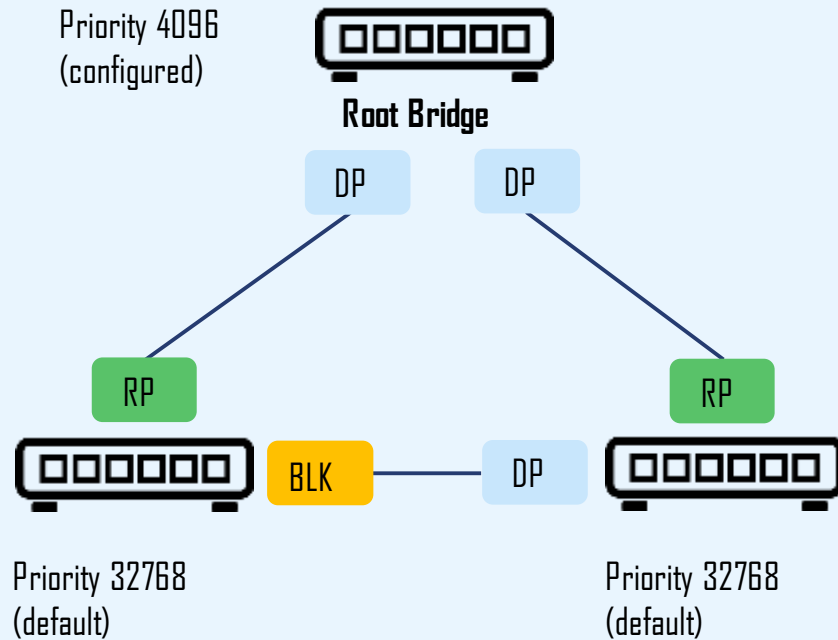 Priority 4096
(configured)
Root Bridge
DP
DP
RP
RP
BLK
DP
Priority 32768
(default)
Priority 32768
(default)